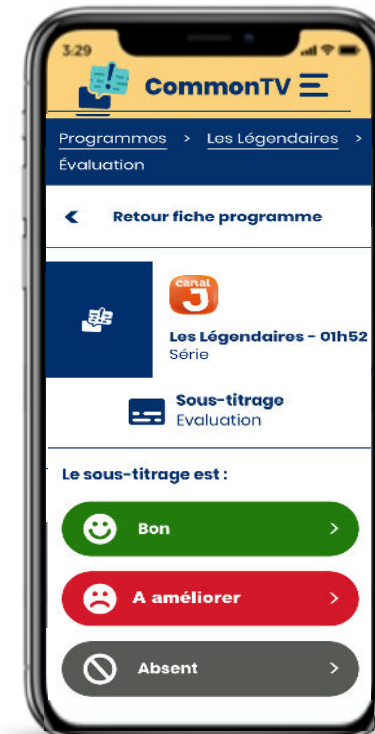 3:29
CommonTV
Programmes > Les Légendaires >
Évaluation
Retour fiche programme
canal
J
Les Légendaires - 01h52
Série
Sous-titrage
Evaluation
Le sous-titrage est :
Bon
A améliorer
Absent